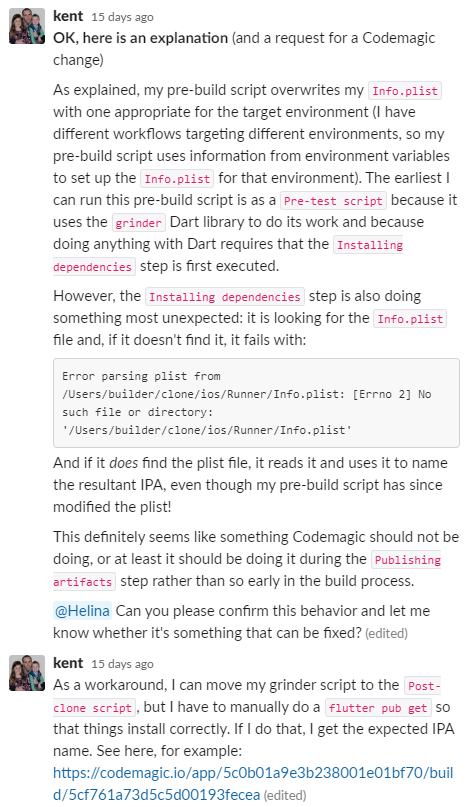 kent 15 days ago
OK, here is an explanation (and a request for a Codemagic
change)
As explained, my pre-build script overwrites my Info.plist
with one appropriate for the target environment (I have
different workflows targeting different environments, so my
pre-build script uses information from environment variables
to set up the Info.plist for that environment). The earliest I
can run this pre-build script is as a Pre-test script because it
uses the grinder Dart library to do its work and because
doing anything with Dart requires that the Installing
dependencies step is first executed.
However, the Installing dependencies step is also doing
something most unexpected: it is looking for the Info.plist
file and, if it doesn't find it, it fails with:
Error parsing plist from
/Users/builder/clone/ios/Runner/Info.plist: [Errno 2] No
such file or directory:
'/Users/builder/clone/ios/Runner/Info.plist'
And if it does find the plist file, it reads it and uses it to name
the resultant IPA, even though my pre-build script has since
modified the plist!
This definitely seems like something Codemagic should not be
doing, or at least it should be doing it during the Publishing
artifacts step rather than so early in the build process.
@Helina Can you please confirm this behavior and let me
know whether it's something that can be fixed? (edited)
kent 15 days ago
As a workaround, I can move my grinder script to the Post-
clone script, but I have to manually do a flutter pub get so
that things install correctly. If I do that, I get the expected IPA
name. See here, for example:
https://codemagic.io/app/5c0b01a9e3b238001e01bf70/buil
d/5cf761a73d5c5d00193fecea (edited)